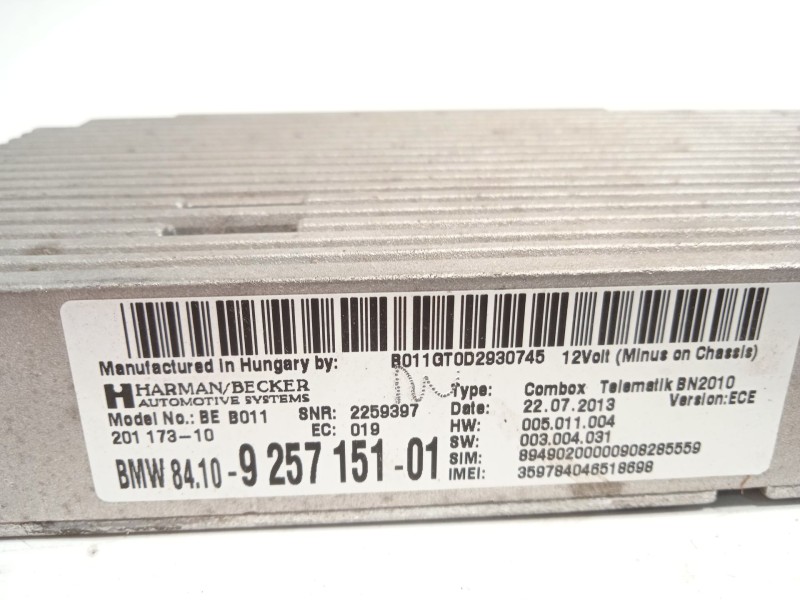 Manufactured in Hungary by: B011GT0D2930745 12Volt (Minus on Chassis)
HARMAN/BECKER
AUTOMOTIVE SYSTEMS
Model No.: BE B011 SNR: 2259397
201 173-10 EC: 019
BMW 84.10-9 257 151-01
Type: Combox Telematik BN2010
Date: 22.07.2013 Version: ECE
HW: 005.011.004
SW: 003.004.031
SIM: 89490200000908285559
IMEI: 359784046518698